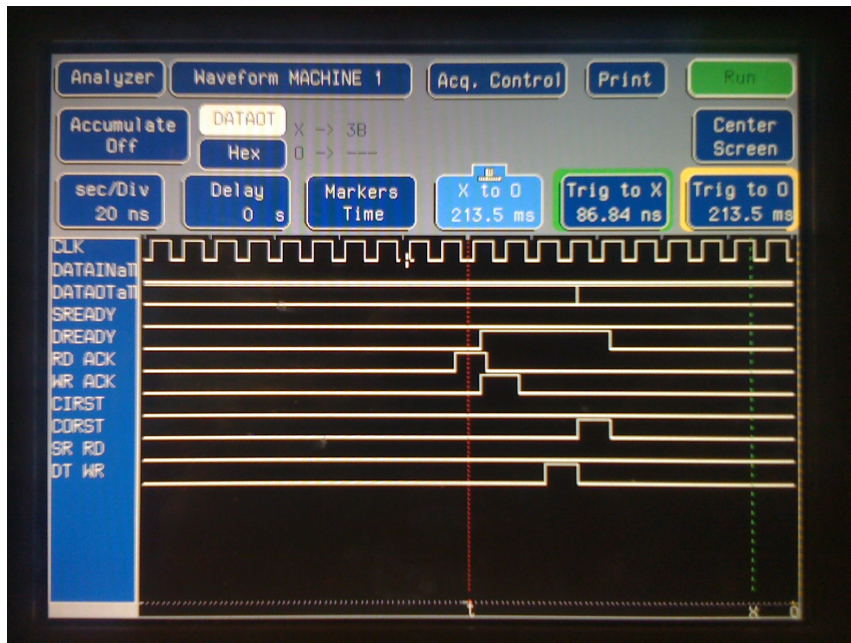 Analyzer Waveform MACHINE 1 Acq. Control Print Run
Accumulate Off DATAOT X -> 3B Center Screen
Hex O -> ---
sec/Div Delay Markers X to O Trig to X Trig to O
20 ns 0 s Time 213.5 ms 86.84 ns 213.5 ms
CLK
DATAINall
DATAOTall
SREADY
DREADY
RD ACK
WR ACK
CIRST
CORST
SR RD
DT WR
t X O